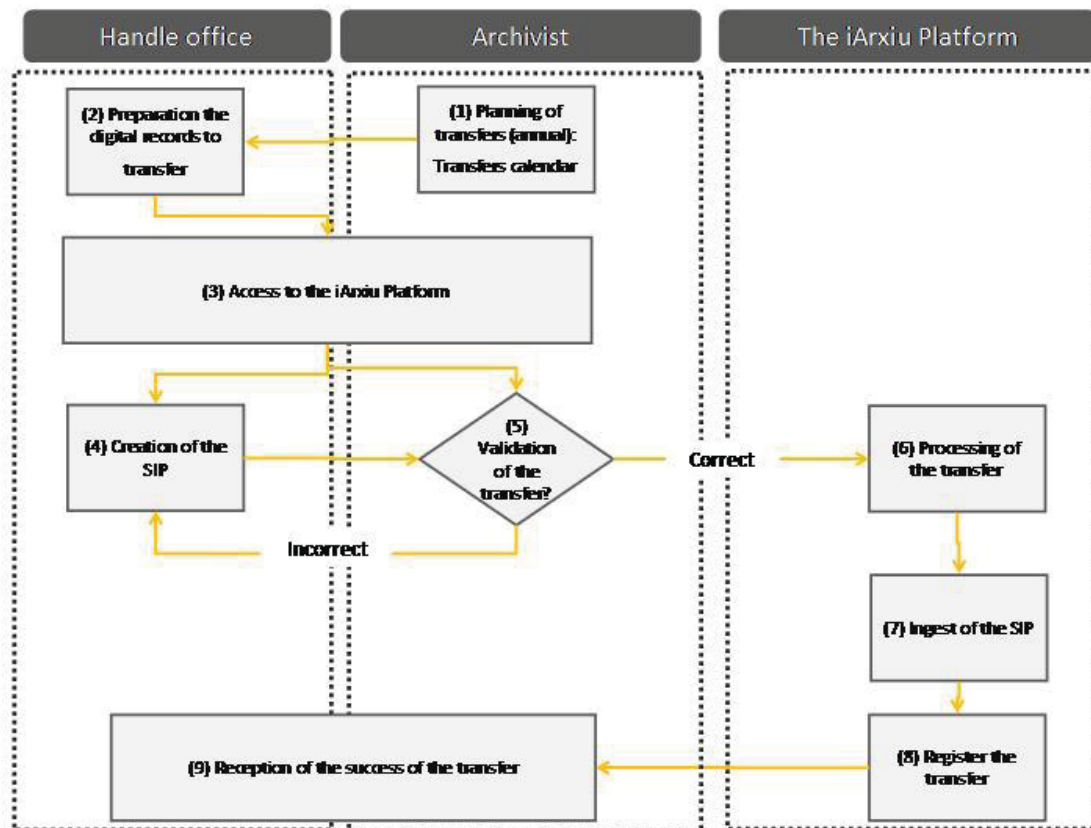 Handle office
Archivist
The iArxiu Platform
(2) Preparation the
digital records to
transfer
(1) Planning of
transfers (annual):
Transfers calendar
(3) Access to the iArxiu Platform
(4) Creation of the
SIP
(5)
Validation
of the
transfer?
Correct
(6) Processing of
the transfer
Incorrect
(7) Ingest of the SIP
(9) Reception of the success of the transfer
(8) Register the
transfer